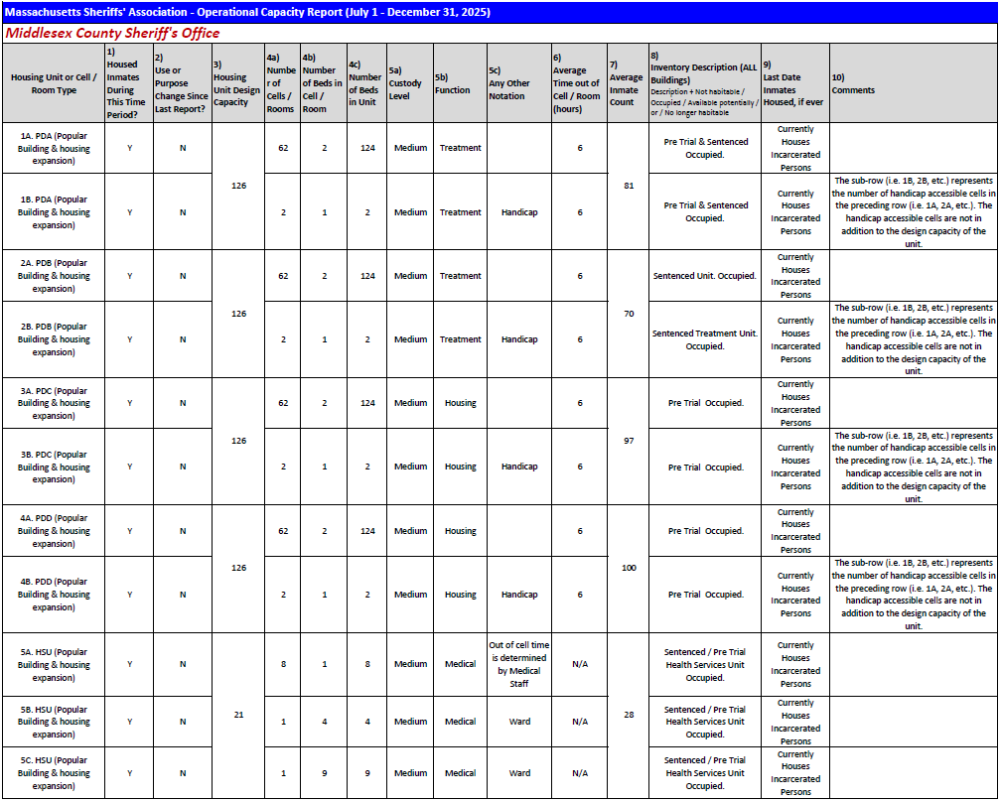 Massachusetts Sheriffs' Association - Operational Capacity Report (July 1 - December 31, 2025)
Middlesex County Sheriff's Office
Housing Unit or Cell /
Room Type
1)
Housed
Inmates
During
This Time
Period?
2)
Use or
Purpose
Change Since
Last Report?
3)
Housing
Unit Design
Capacity
4a)
Numbe
r of
Cells /
Rooms
4b)
Number
of Beds in
Cell /
Room
4c)
Number
of Beds
in Unit
5a)
Custody
Level
5b)
Function
5c)
Any Other
Notation
6)
Average
Time out of
Cell / Room
(hours)
7)
Average
Inmate
Count
8)
Inventory Description (ALL
Buildings)
Description + Not habitable /
Occupied / Available potentially /
or / No longer habitable
9)
Last Date
Inmates
Housed, if ever
10)
Comments
1A. PDA (Popular
Building & housing
expansion)
Y
N
126
62
2
124
Medium
Treatment
6
81
Pre Trial & Sentenced
Occupied.
Currently
Houses
Incarcerated
Persons
1B. PDA (Popular
Building & housing
expansion)
Y
N
2
1
2
Medium
Treatment
Handicap
6
Pre Trial & Sentenced
Occupied.
Currently
Houses
Incarcerated
Persons
The sub-row (i.e. 1B, 2B, etc.) represents
the number of handicap accessible cells in
the preceding row (i.e. 1A, 2A, etc.). The
handicap accessible cells are not in
addition to the design capacity of the
unit.
2A. PDB (Popular
Building & housing
expansion)
Y
N
126
62
2
124
Medium
Treatment
6
70
Sentenced Unit. Occupied.
Currently
Houses
Incarcerated
Persons
2B. PDB (Popular
Building & housing
expansion)
Y
N
2
1
2
Medium
Treatment
Handicap
6
Sentenced Treatment Unit.
Occupied.
Currently
Houses
Incarcerated
Persons
The sub-row (i.e. 1B, 2B, etc.) represents
the number of handicap accessible cells in
the preceding row (i.e. 1A, 2A, etc.). The
handicap accessible cells are not in
addition to the design capacity of the
unit.
3A. PDC (Popular
Building & housing
expansion)
Y
N
126
62
2
124
Medium
Housing
6
97
Pre Trial  Occupied.
Currently
Houses
Incarcerated
Persons
3B. PDC (Popular
Building & housing
expansion)
Y
N
2
1
2
Medium
Housing
Handicap
6
Pre Trial  Occupied.
Currently
Houses
Incarcerated
Persons
The sub-row (i.e. 1B, 2B, etc.) represents
the number of handicap accessible cells in
the preceding row (i.e. 1A, 2A, etc.). The
handicap accessible cells are not in
addition to the design capacity of the
unit.
4A. PDD (Popular
Building & housing
expansion)
Y
N
126
62
2
124
Medium
Housing
6
100
Pre Trial  Occupied.
Currently
Houses
Incarcerated
Persons
4B. PDD (Popular
Building & housing
expansion)
Y
N
2
1
2
Medium
Housing
Handicap
6
Pre Trial  Occupied.
Currently
Houses
Incarcerated
Persons
The sub-row (i.e. 1B, 2B, etc.) represents
the number of handicap accessible cells in
the preceding row (i.e. 1A, 2A, etc.). The
handicap accessible cells are not in
addition to the design capacity of the
unit.
5A. HSU (Popular
Building & housing
expansion)
Y
N
21
8
1
8
Medium
Medical
Out of cell time
is determined
by Medical
Staff
N/A
28
Sentenced / Pre Trial
Health Services Unit
Occupied.
Currently
Houses
Incarcerated
Persons
5B. HSU (Popular
Building & housing
expansion)
Y
N
1
4
4
Medium
Medical
Ward
N/A
Sentenced / Pre Trial
Health Services Unit
Occupied.
Currently
Houses
Incarcerated
Persons
5C. HSU (Popular
Building & housing
expansion)
Y
N
1
9
9
Medium
Medical
Ward
N/A
Sentenced / Pre Trial
Health Services Unit
Occupied.
Currently
Houses
Incarcerated
Persons